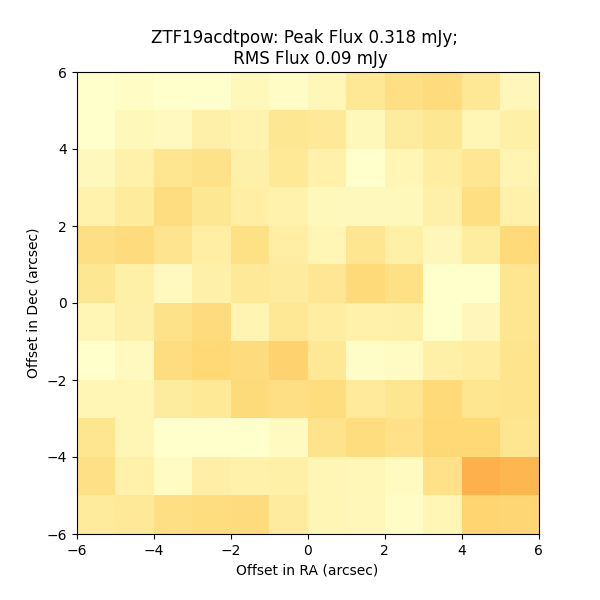 ZTF19acdtpow: Peak Flux 0.318 mJy;
RMS Flux 0.09 mJy
6
4
2
0
−2
−4
−6
Offset in Dec (arcsec)
−6 −4 −2 0 2 4 6
Offset in RA (arcsec)